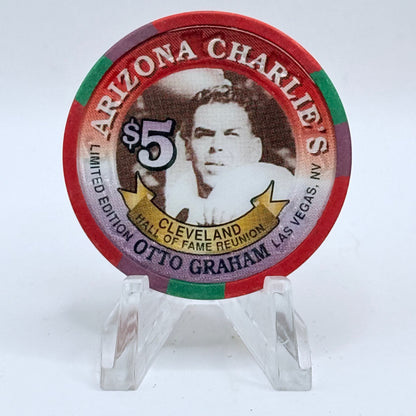 ARIZONA CHARLIE'S
$5
LIMITED EDITION
CLEVELAND
HALL OF FAME REUNION
OTTO GRAHAM
LAS VEGAS, NV